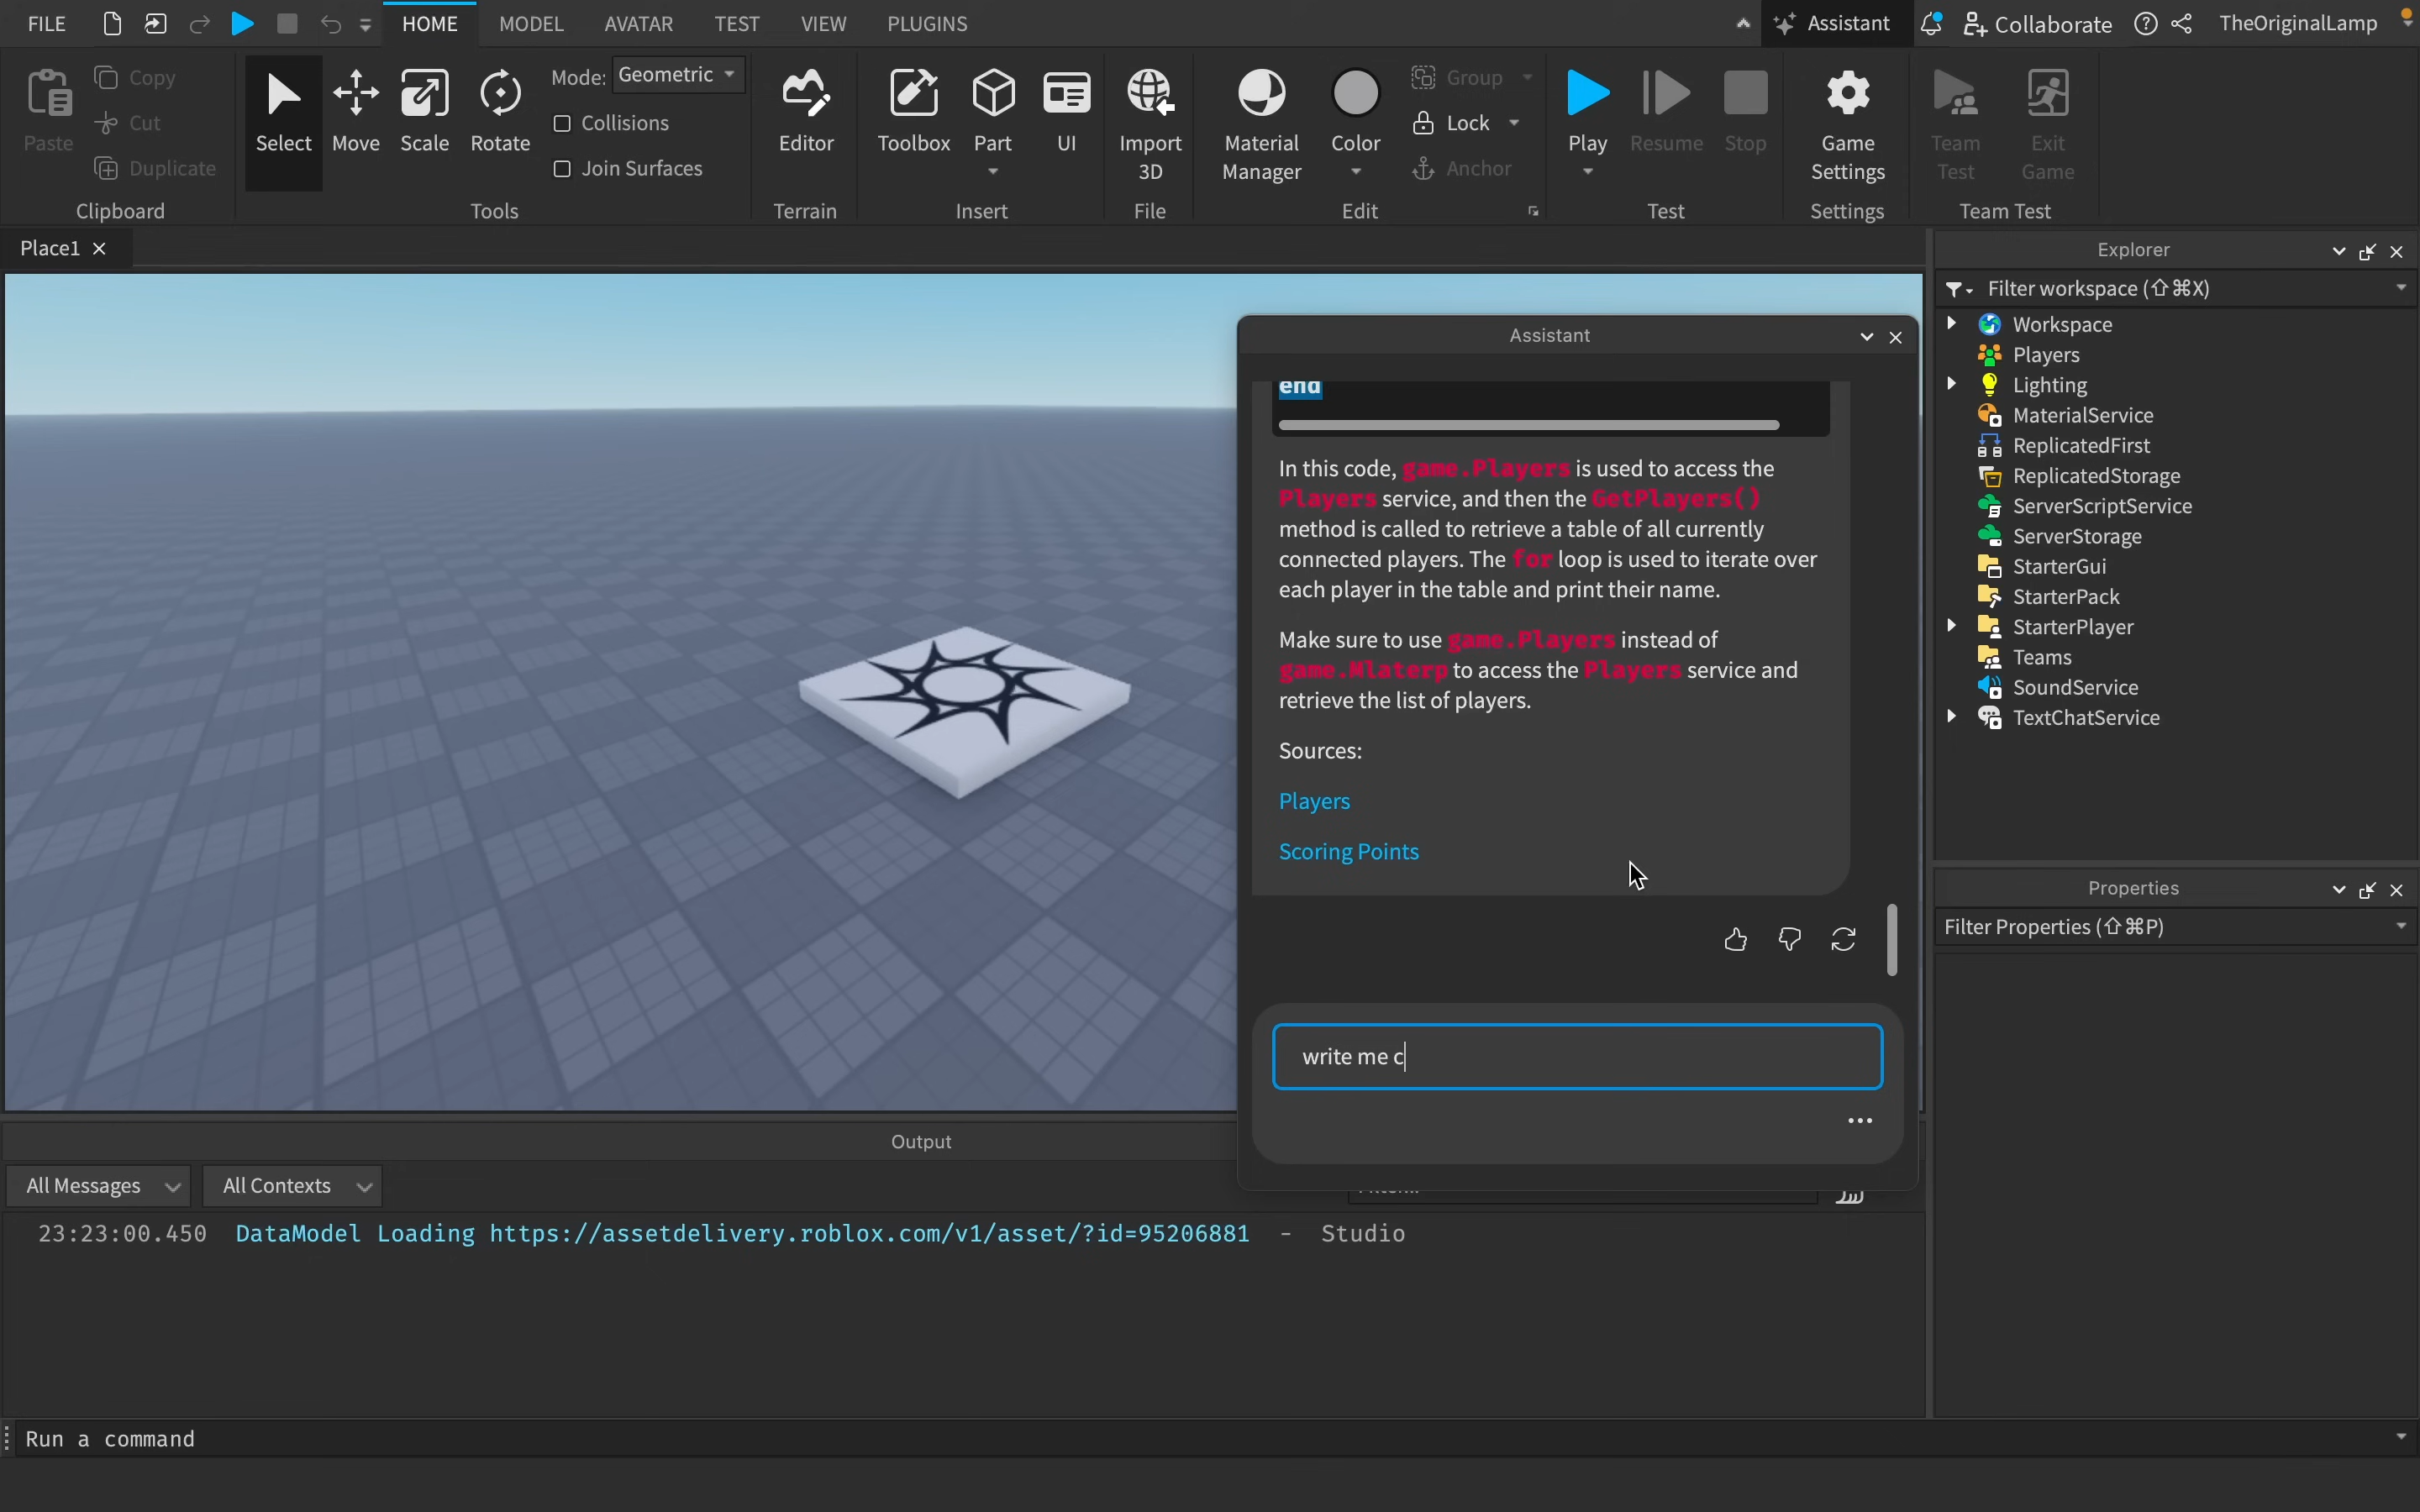 FILE
HOME
MODEL
AVATAR
TEST
VIEW
PLUGINS
Assistant
Collaborate
TheOriginalLamp
Paste
Copy
Cut
Duplicate
Clipboard
Select
Move
Scale
Rotate
Mode: Geometric
Collisions
Join Surfaces
Tools
Editor
Terrain
Toolbox
Part
UI
Insert
Import
3D
File
Material
Manager
Color
Group
Lock
Anchor
Edit
Play
Resume
Stop
Test
Game
Settings
Settings
Team
Test
Exit
Game
Team Test
Place1
Assistant
end
In this code, game.Players is used to access the
Players service, and then the GetPlayers()
method is called to retrieve a table of all currently
connected players. The for loop is used to iterate over
each player in the table and print their name.
Make sure to use game.Players instead of
game.Mlaterp to access the Players service and
retrieve the list of players.
Sources:
Players
Scoring Points
write me c
Explorer
Filter workspace (⇧⌘X)
Workspace
Players
Lighting
MaterialService
ReplicatedFirst
ReplicatedStorage
ServerScriptService
ServerStorage
StarterGui
StarterPack
StarterPlayer
Teams
SoundService
TextChatService
Properties
Filter Properties (⇧⌘P)
Output
All Messages
All Contexts
23:23:00.450 DataModel Loading https://assetdelivery.roblox.com/v1/asset/?id=95206881 - Studio
Run a command